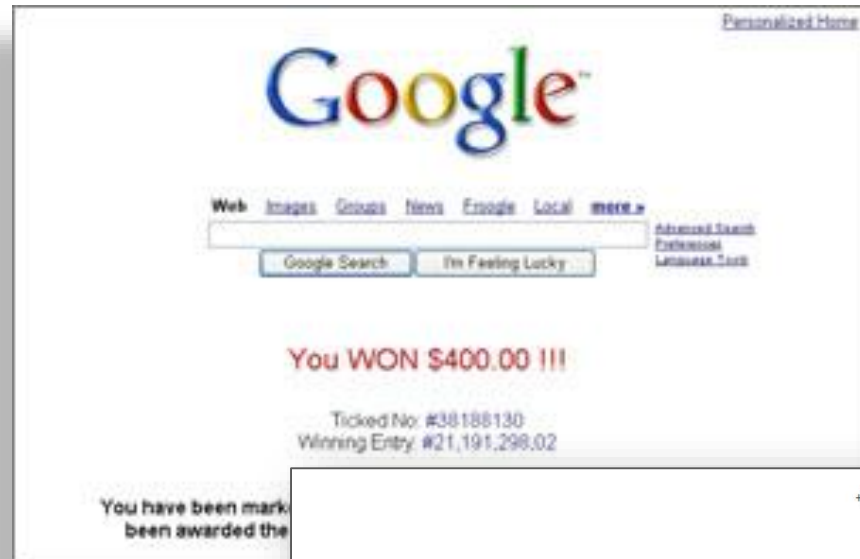 Personalized Home
Google™
Web Images Groups News Froogle Local more »
Advanced Search
Preferences
Language Tools
Google Search I'm Feeling Lucky
You WON $400.00 !!!
Ticked No: #38188130
Winning Entry: #21,191,298,02
You have been mark
been awarded the